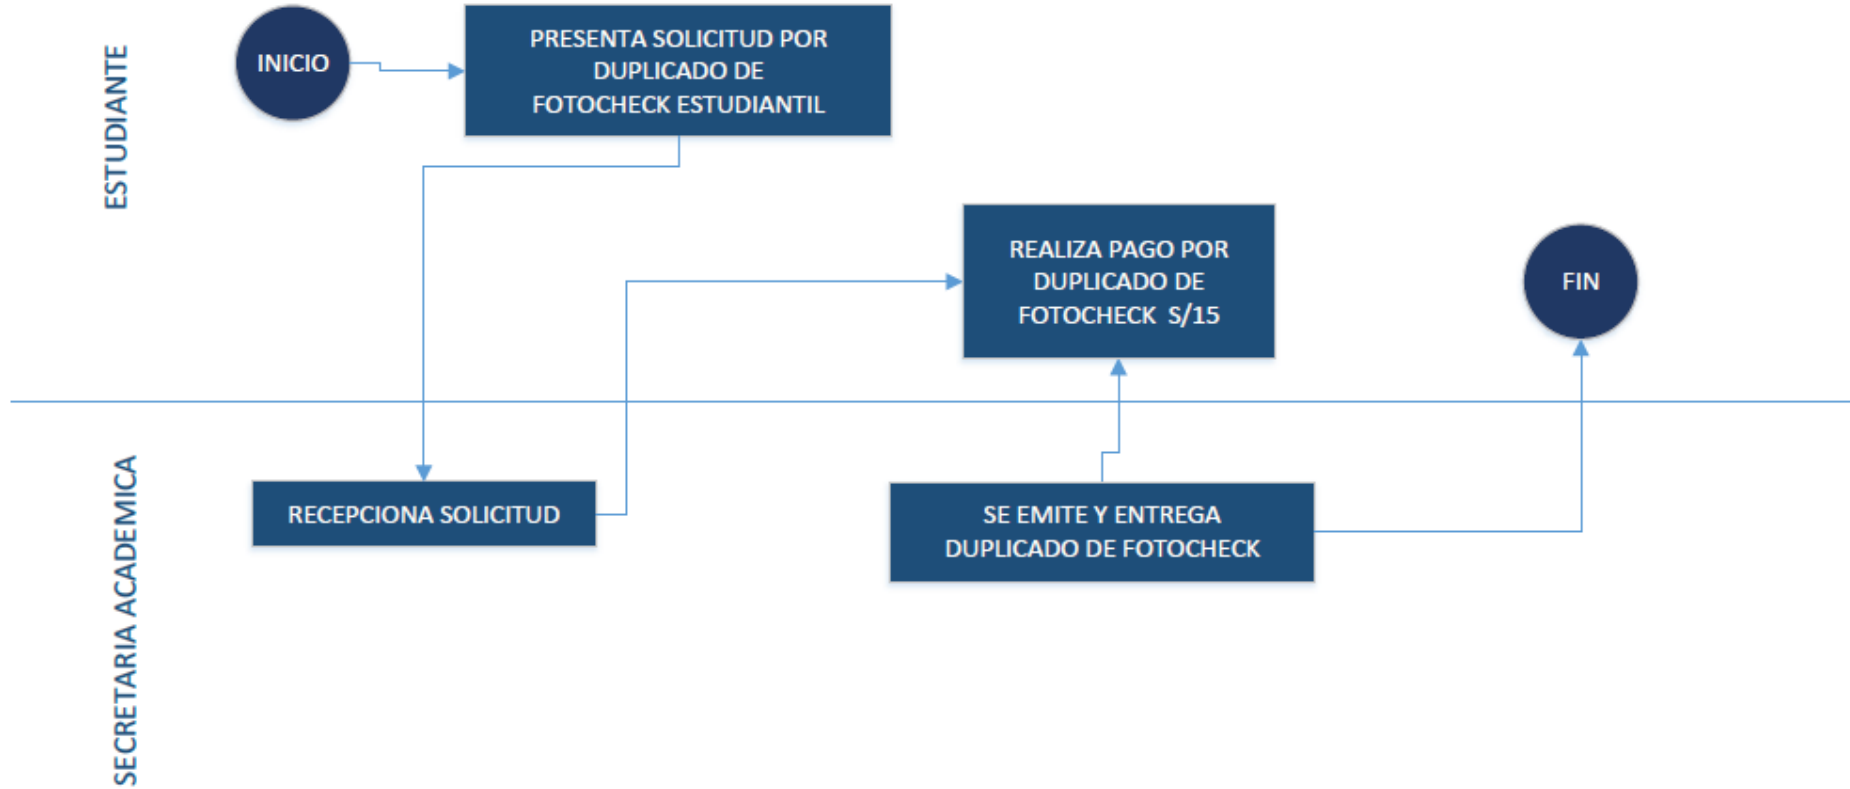 ESTUDIANTE
INICIO
PRESENTA SOLICITUD POR
DUPLICADO DE
FOTOCHECK ESTUDIANTIL
REALIZA PAGO POR
DUPLICADO DE
FOTOCHECK S/15
FIN
SECRETARIA ACADEMICA
RECEPCIONA SOLICITUD
SE EMITE Y ENTREGA
DUPLICADO DE FOTOCHECK